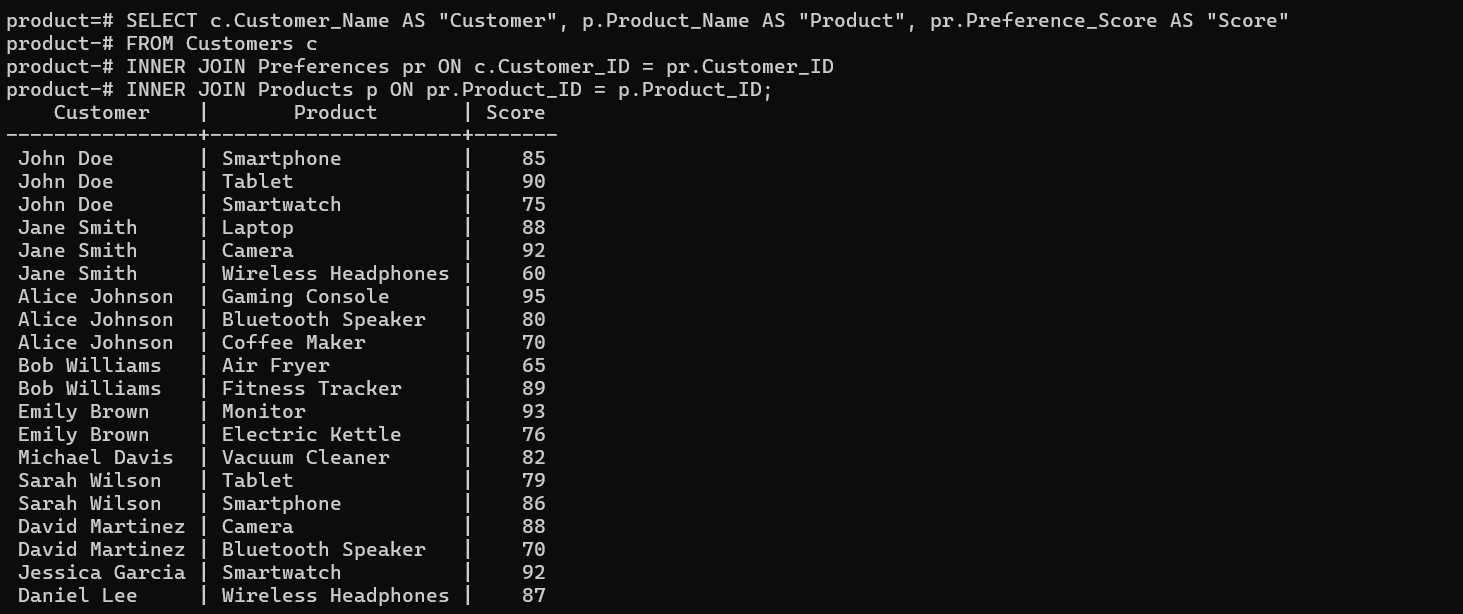 product=# SELECT c.Customer_Name AS "Customer", p.Product_Name AS "Product", pr.Preference_Score AS "Score"
product-# FROM Customers c
product-# INNER JOIN Preferences pr ON c.Customer_ID = pr.Customer_ID
product-# INNER JOIN Products p ON pr.Product_ID = p.Product_ID;
    Customer    |       Product       | Score
----------------+---------------------+-------
 John Doe       | Smartphone          |    85
 John Doe       | Tablet              |    90
 John Doe       | Smartwatch          |    75
 Jane Smith     | Laptop              |    88
 Jane Smith     | Camera              |    92
 Jane Smith     | Wireless Headphones |    60
 Alice Johnson  | Gaming Console      |    95
 Alice Johnson  | Bluetooth Speaker   |    80
 Alice Johnson  | Coffee Maker        |    70
 Bob Williams   | Air Fryer           |    65
 Bob Williams   | Fitness Tracker     |    89
 Emily Brown    | Monitor             |    93
 Emily Brown    | Electric Kettle     |    76
 Michael Davis  | Vacuum Cleaner      |    82
 Sarah Wilson   | Tablet              |    79
 Sarah Wilson   | Smartphone          |    86
 David Martinez | Camera              |    88
 David Martinez | Bluetooth Speaker   |    70
 Jessica Garcia | Smartwatch          |    92
 Daniel Lee     | Wireless Headphones |    87